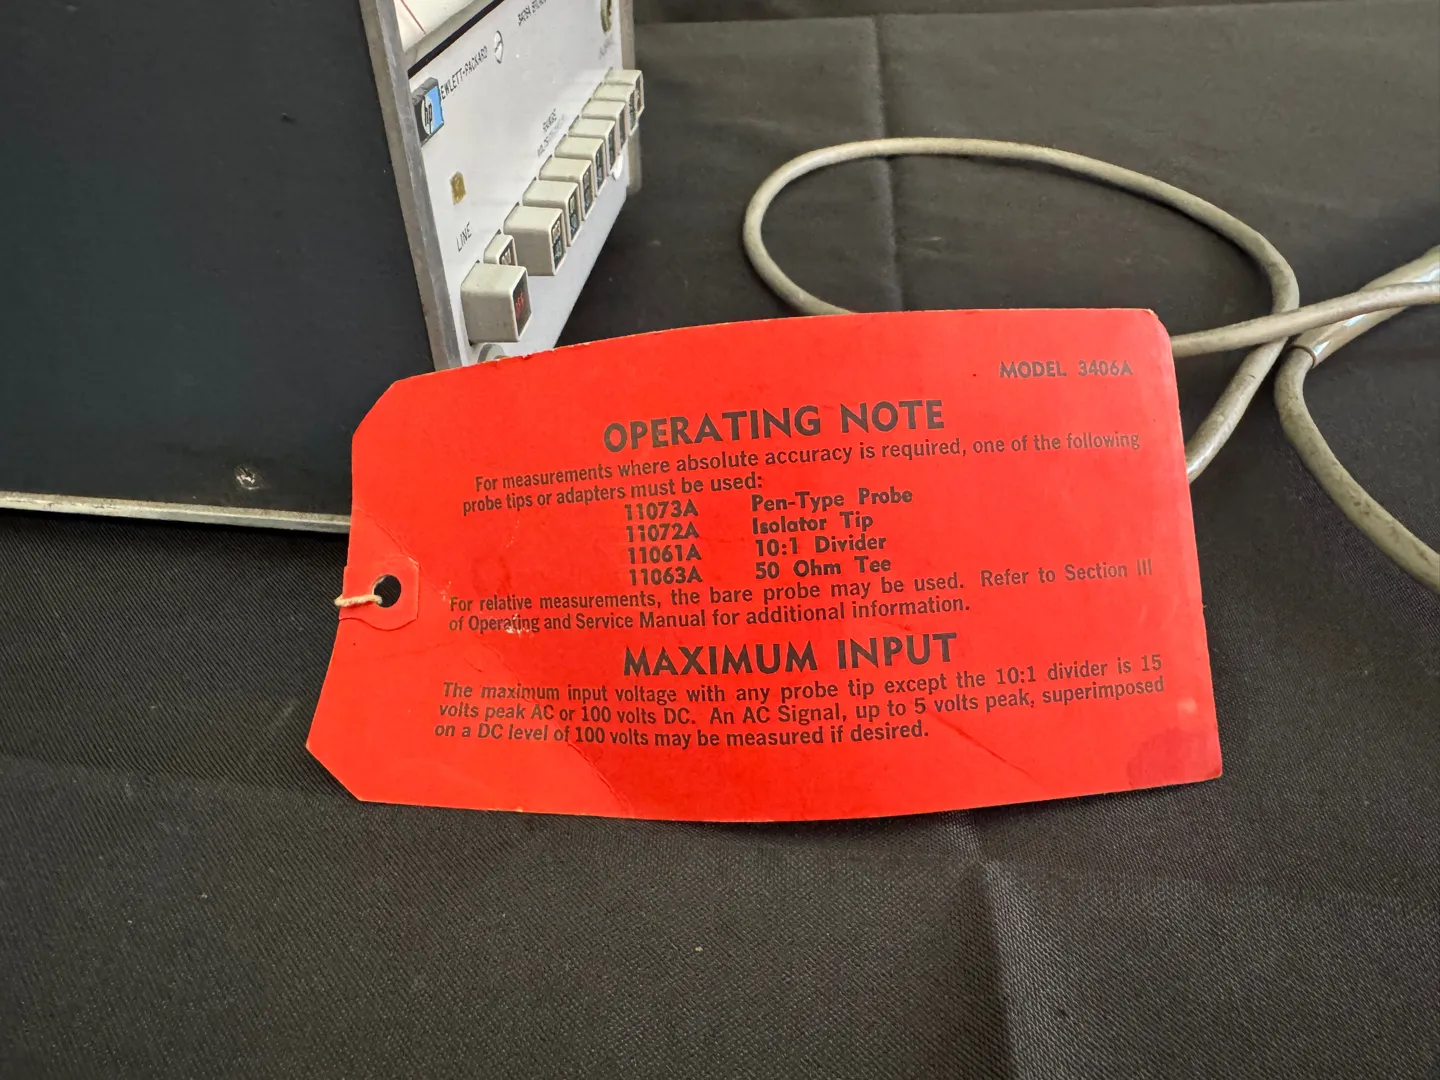 hp
HEWLETT-PACKARD
LINE
RANGE
MODEL 3406A
OPERATING NOTE
For measurements where absolute accuracy is required, one of the following
probe tips or adapters must be used:
11073A Pen-Type Probe
11072A Isolator Tip
11061A 10:1 Divider
11063A 50 Ohm Tee
For relative measurements, the bare probe may be used. Refer to Section III
of Operating and Service Manual for additional information.
MAXIMUM INPUT
The maximum input voltage with any probe tip except the 10:1 divider is 15
volts peak AC or 100 volts DC. An AC Signal, up to 5 volts peak, superimposed
on a DC level of 100 volts may be measured if desired.